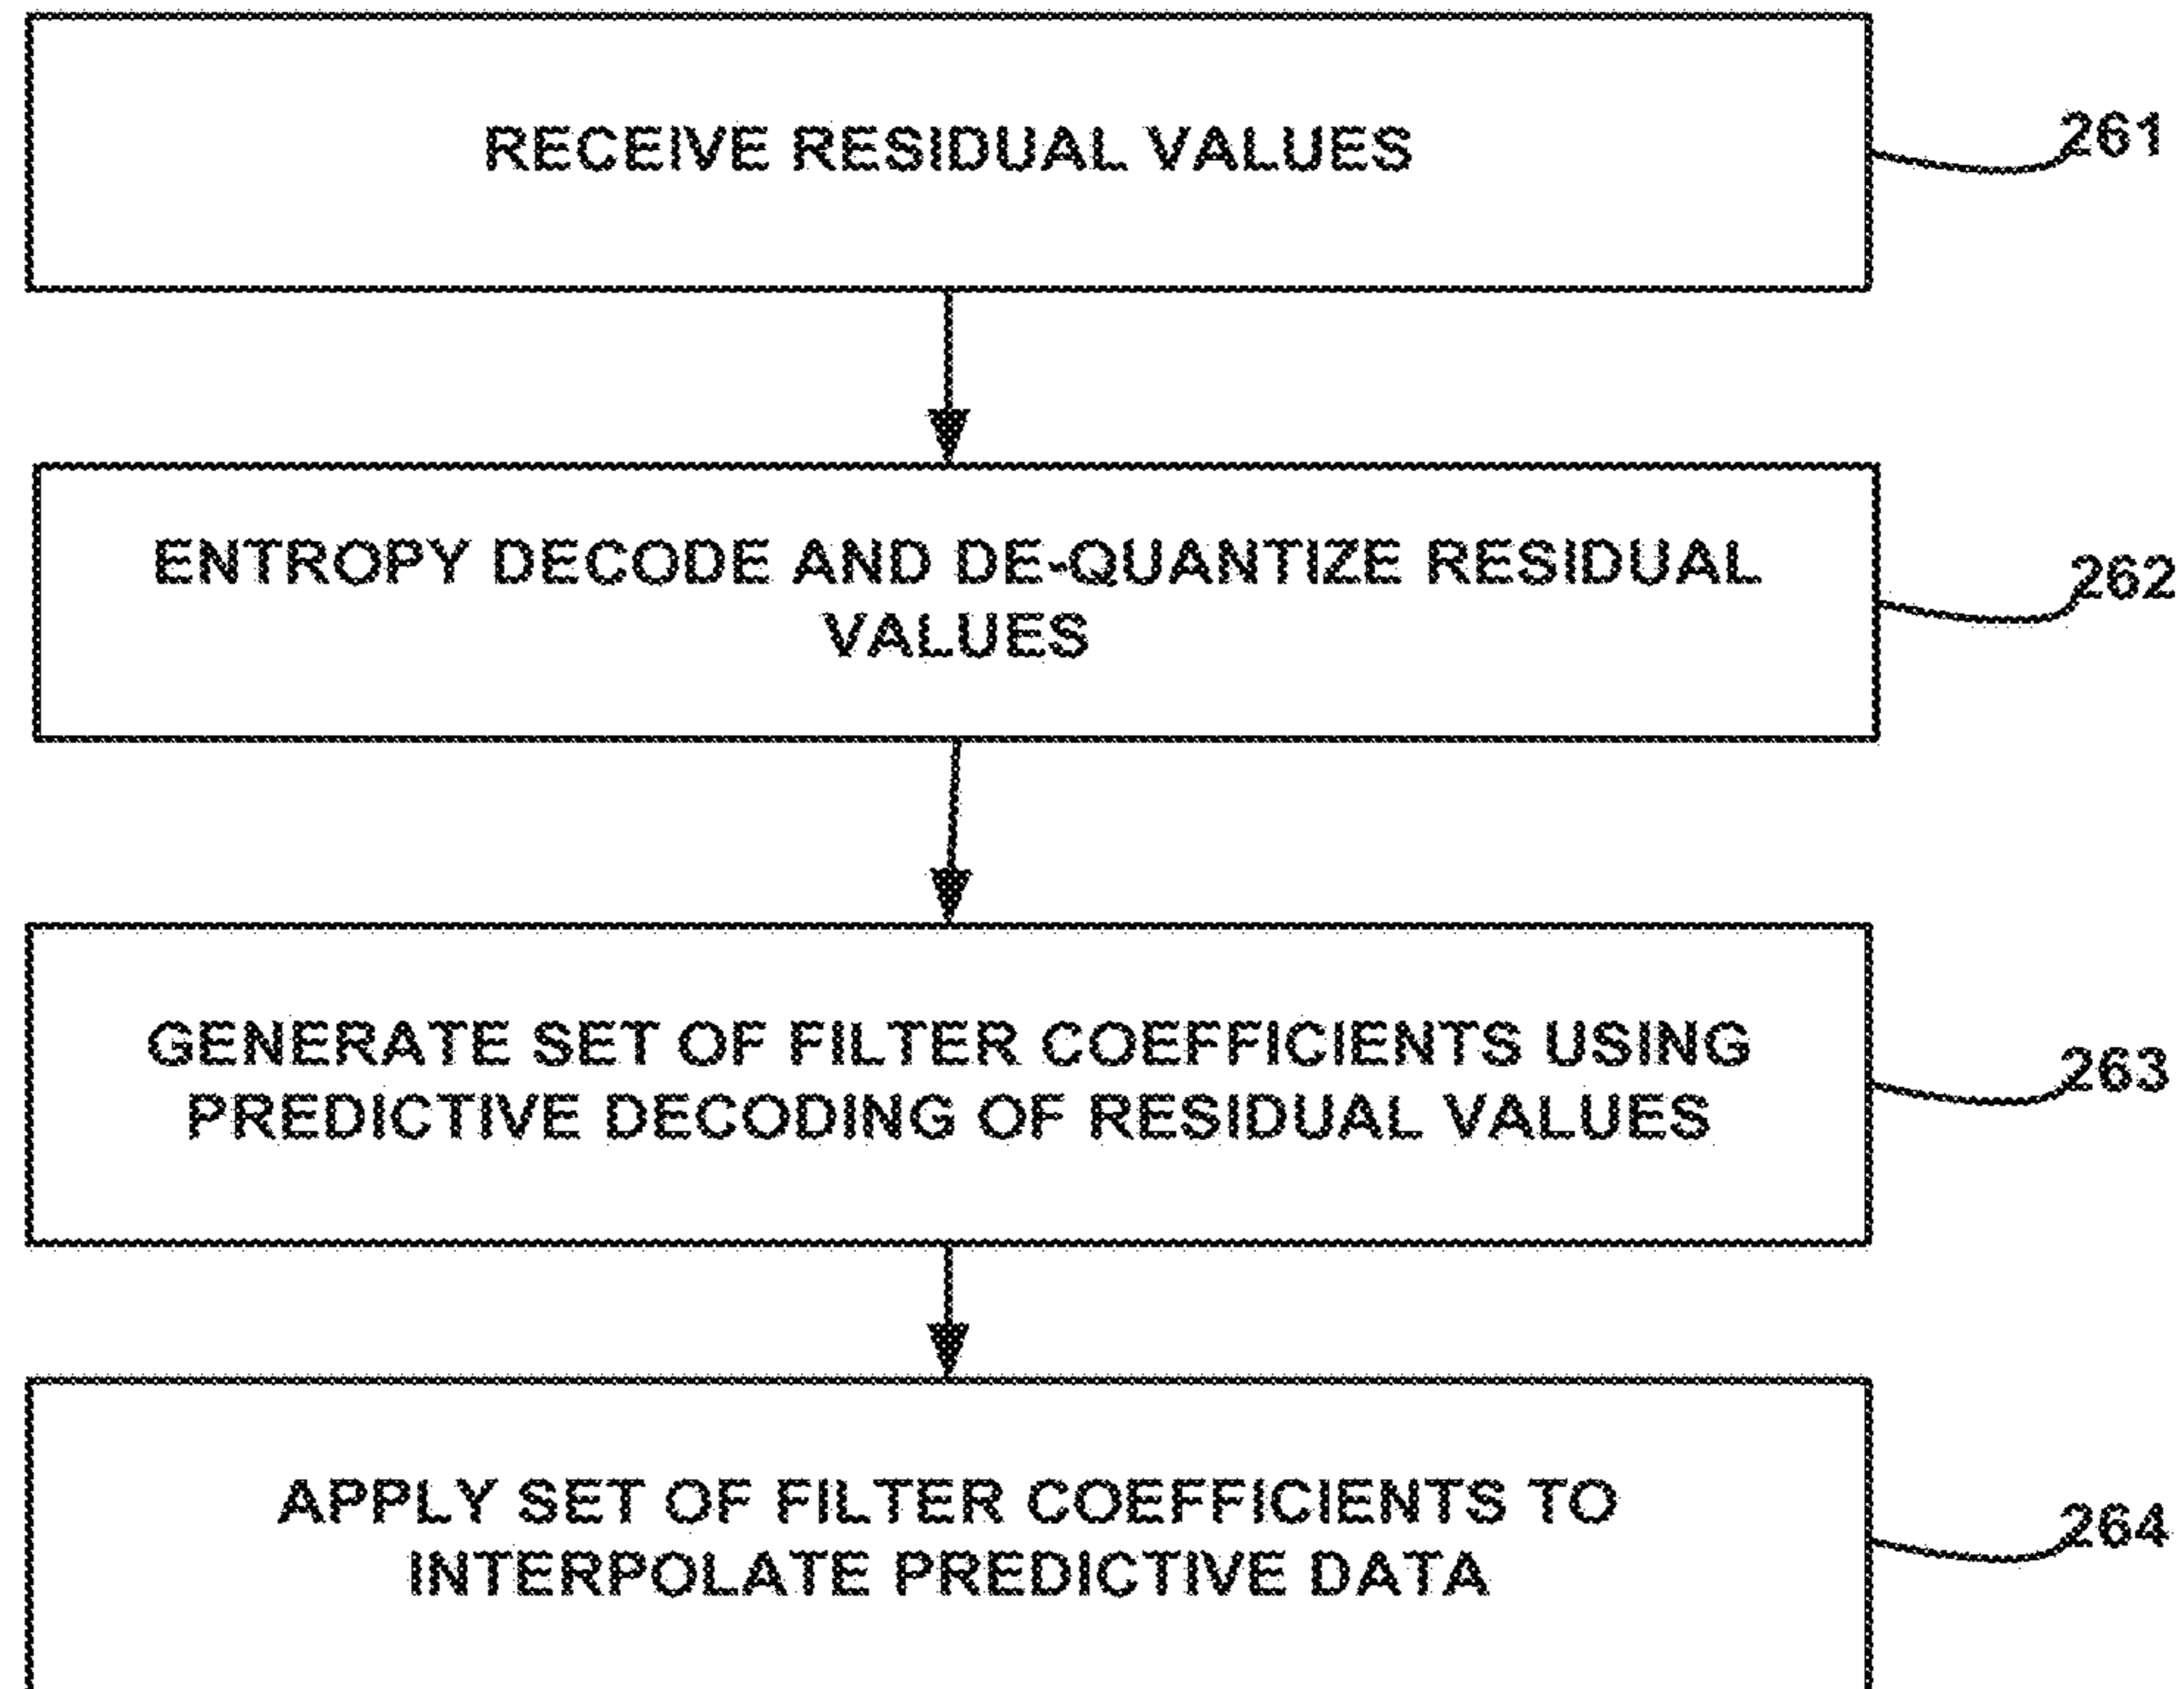 RECEIVE RESIDUAL VALUES
261
ENTROPY DECODE AND DE-QUANTIZE RESIDUAL
VALUES
262
GENERATE SET OF FILTER COEFFICIENTS USING
PREDICTIVE DECODING OF RESIDUAL VALUES
263
APPLY SET OF FILTER COEFFICIENTS TO
INTERPOLATE PREDICTIVE DATA
264